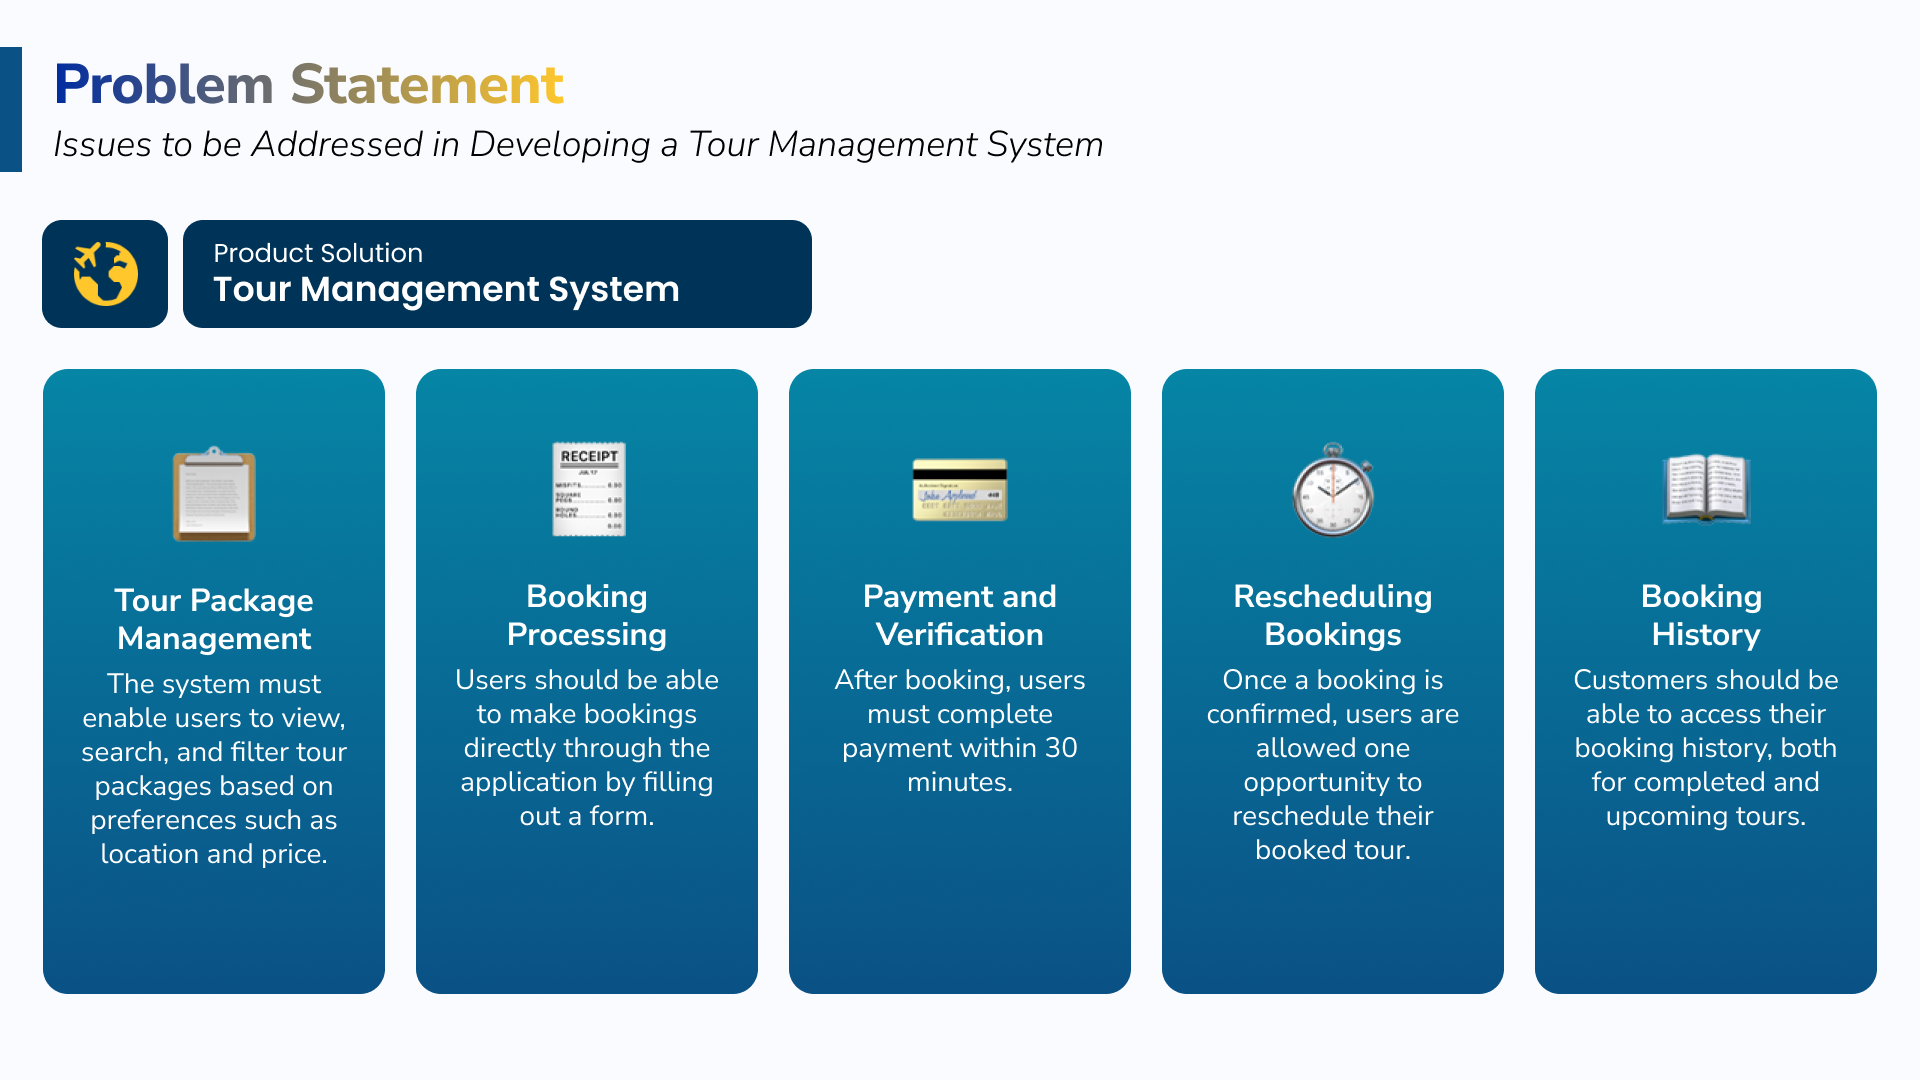 Problem Statement
Issues to be Addressed in Developing a Tour Management System
Product Solution
Tour Management System
Tour Package
Management
The system must
enable users to view,
search, and filter tour
packages based on
preferences such as
location and price.
RECEIPT
Booking
Processing
Users should be able
to make bookings
directly through the
application by filling
out a form.
Payment and
Verification
After booking, users
must complete
payment within 30
minutes.
Rescheduling
Bookings
Once a booking is
confirmed, users are
allowed one
opportunity to
reschedule their
booked tour.
Booking
History
Customers should be
able to access their
booking history, both
for completed and
upcoming tours.